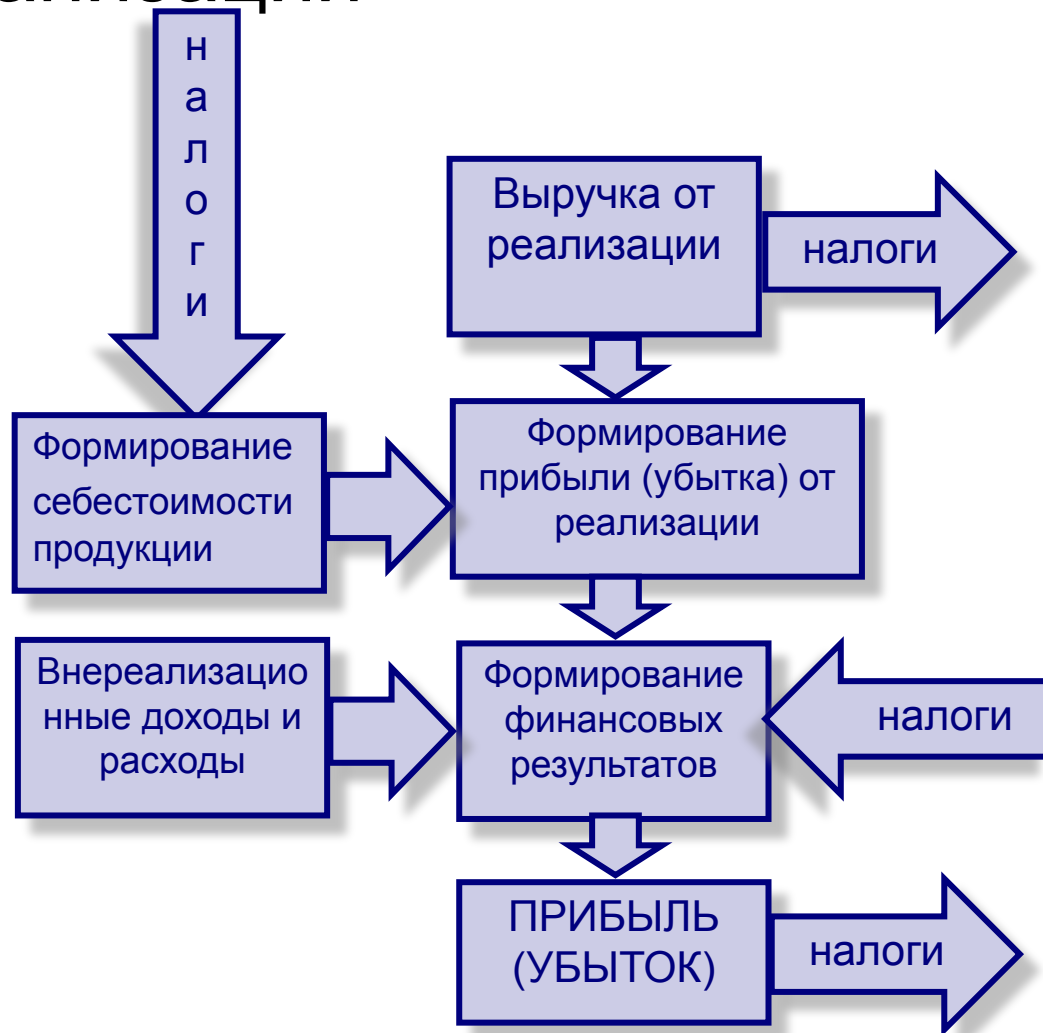 н
а
л
о
г
и
Выручка от
реализации
налоги
Формирование
себестоимости
продукции
Формирование
прибыли (убытка) от
реализации
Внереализацио
нные доходы и
расходы
Формирование
финансовых
результатов
налоги
ПРИБЫЛЬ
(УБЫТОК)
налоги